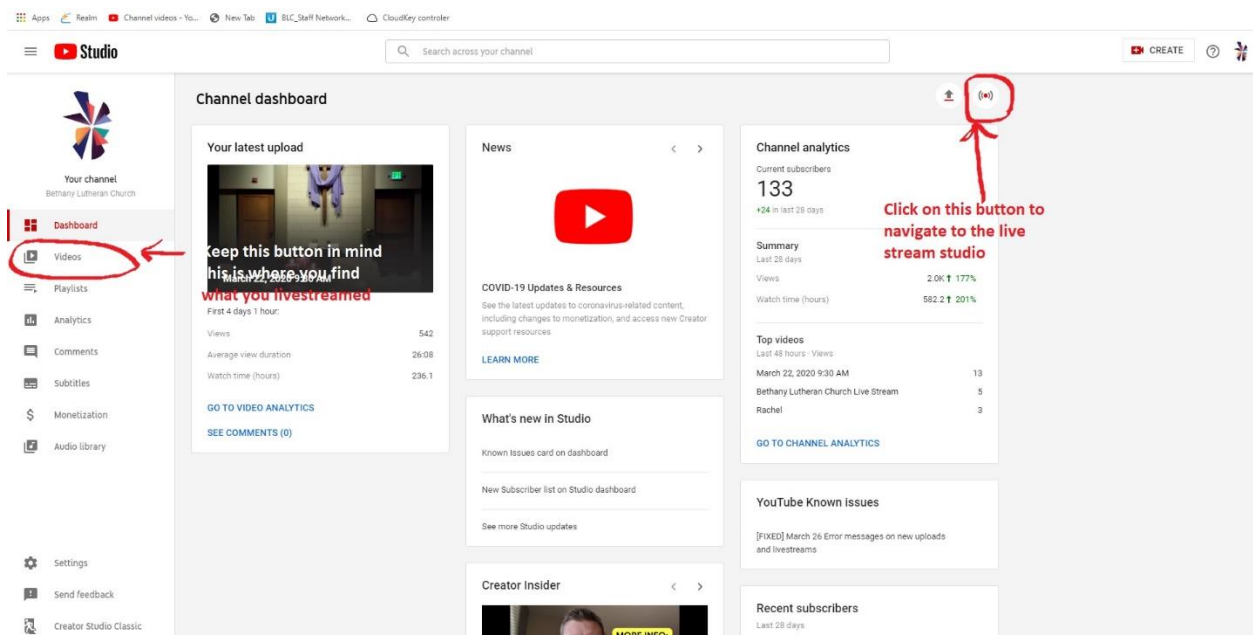 Apps Realm Channel videos - Yo... New Tab BLC_Staff Network... CloudKey controler
Studio
Search across your channel
CREATE
Your channel
Bethany Lutheran Church
Dashboard
Videos
Playlists
Analytics
Comments
Subtitles
Monetization
Audio library
Settings
Send feedback
Creator Studio Classic
Channel dashboard
Your latest upload
Keep this button in mind
this is where you find
March 22, 2020 9:30 AM
what you livestreamed
First 4 days 1 hour:
Views 542
Average view duration 26:08
Watch time (hours) 236.1
GO TO VIDEO ANALYTICS
SEE COMMENTS (0)
News
COVID-19 Updates & Resources
See the latest updates to coronavirus-related content,
including changes to monetization, and access new Creator
support resources
LEARN MORE
What's new in Studio
Known Issues card on dashboard
New Subscriber list on Studio dashboard
See more Studio updates
Creator Insider
MORE INFO:
Channel analytics
Current subscribers
133
+24 in last 28 days
Click on this button to
navigate to the live
stream studio
Summary
Last 28 days
Views 2.0K 177%
Watch time (hours) 582.2 201%
Top videos
Last 48 hours · Views
March 22, 2020 9:30 AM 13
Bethany Lutheran Church Live Stream 5
Rachel 3
GO TO CHANNEL ANALYTICS
YouTube Known issues
[FIXED] March 26 Error messages on new uploads
and livestreams
Recent subscribers
Last 28 days